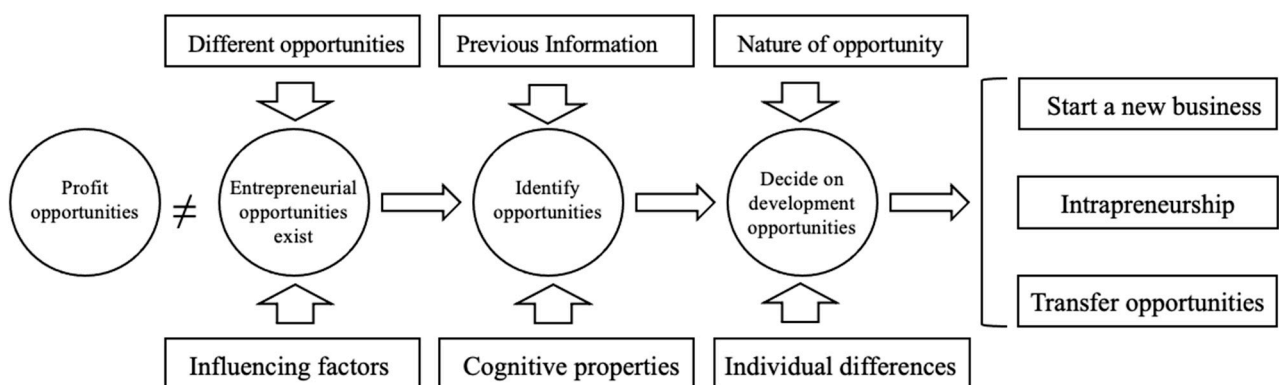 Different opportunities
Previous Information
Nature of opportunity
Start a new business
Profit
opportunities
≠
Entrepreneurial
opportunities
exist
Identify
opportunities
Decide on
development
opportunities
Intrapreneurship
Transfer opportunities
Influencing factors
Cognitive properties
Individual differences